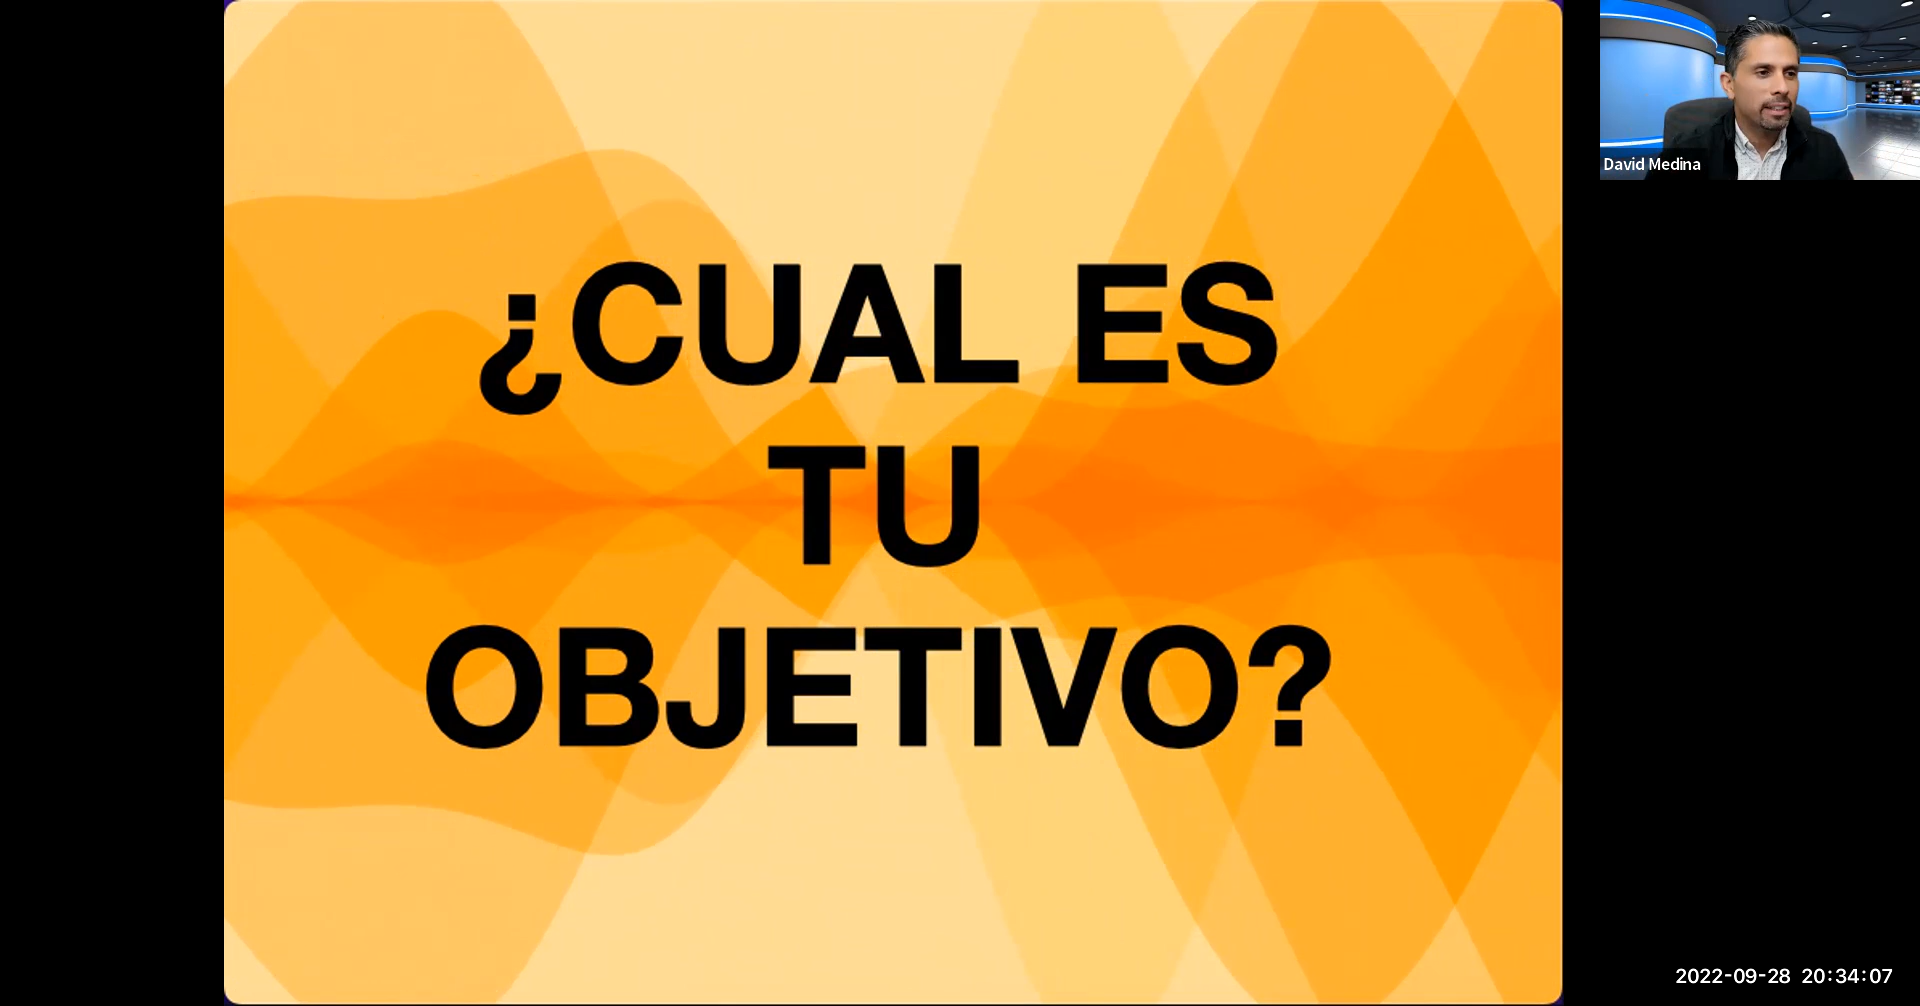 ¿CUAL ES
TU
OBJETIVO?
David Medina
2022-09-28 20:34:07